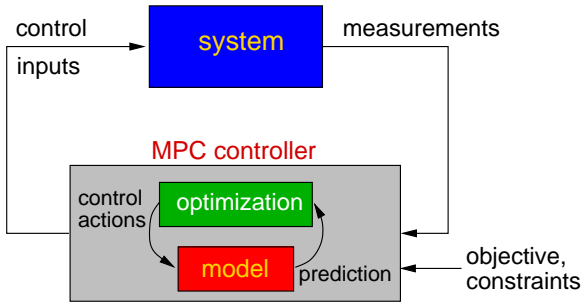 control
inputs
system
measurements
MPC controller
control
actions
optimization
model
prediction
objective,
constraints